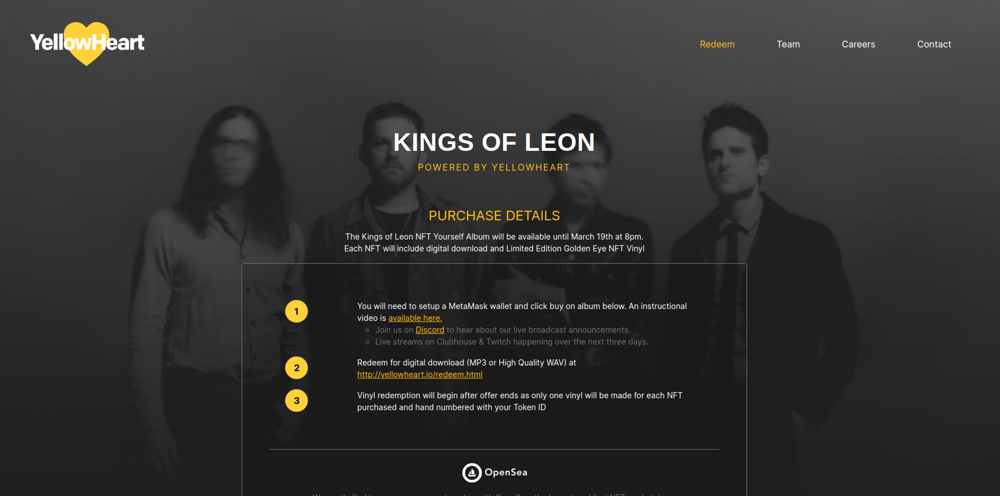 YellowHeart
Redeem
Team
Careers
Contact
KINGS OF LEON
POWERED BY YELLOWHEART
PURCHASE DETAILS
The Kings of Leon NFT Yourself Album will be available until March 19th at 8pm.
Each NFT will include digital download and Limited Edition Golden Eye NFT Vinyl
1
You will need to setup a MetaMask wallet and click buy on album below. An instructional
video is available here.
Join us on Discord to hear about our live broadcast announcements.
Live streams on Clubhouse & Twitch happening over the next three days.
2
Redeem for digital download (MP3 or High Quality WAV) at
http://yellowheart.io/redeem.html
3
Vinyl redemption will begin after offer ends as only one vinyl will be made for each NFT
purchased and hand numbered with your Token ID
OpenSea